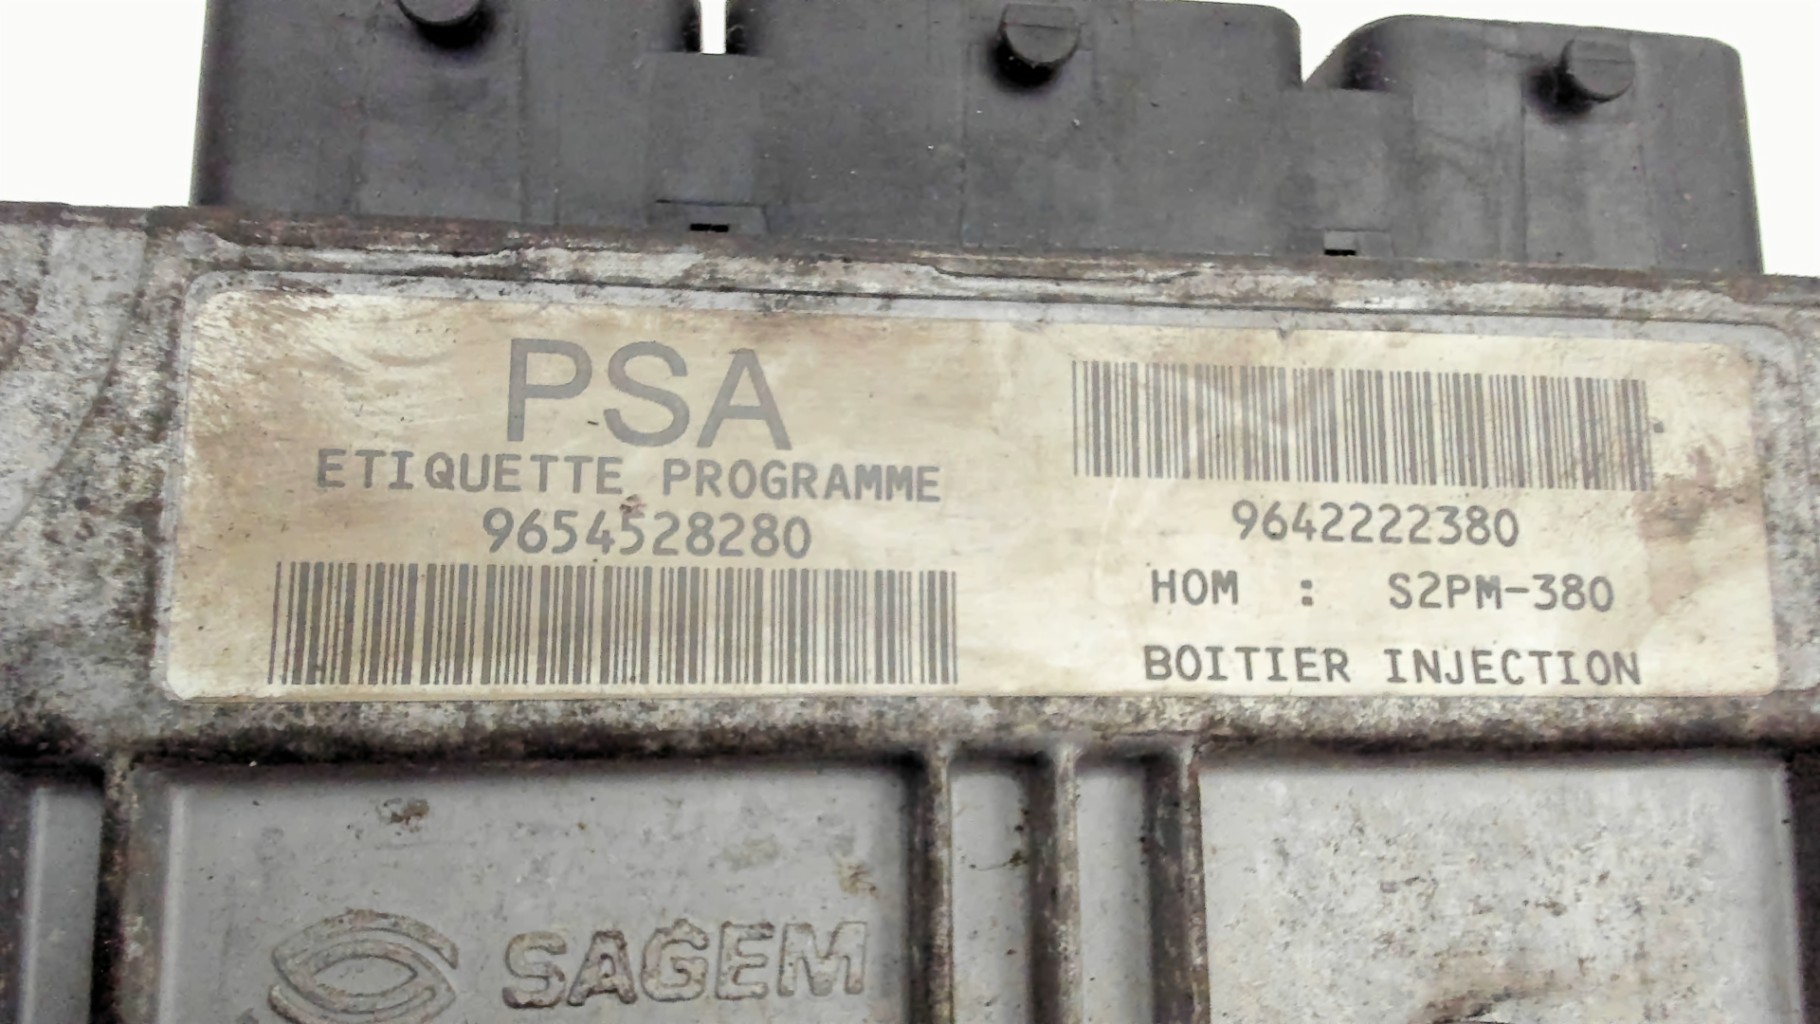 PSA
ETIQUETTE PROGRAMME
9654528280
9642222380
HOM : S2PM-380
BOITIER INJECTION
SAGEM